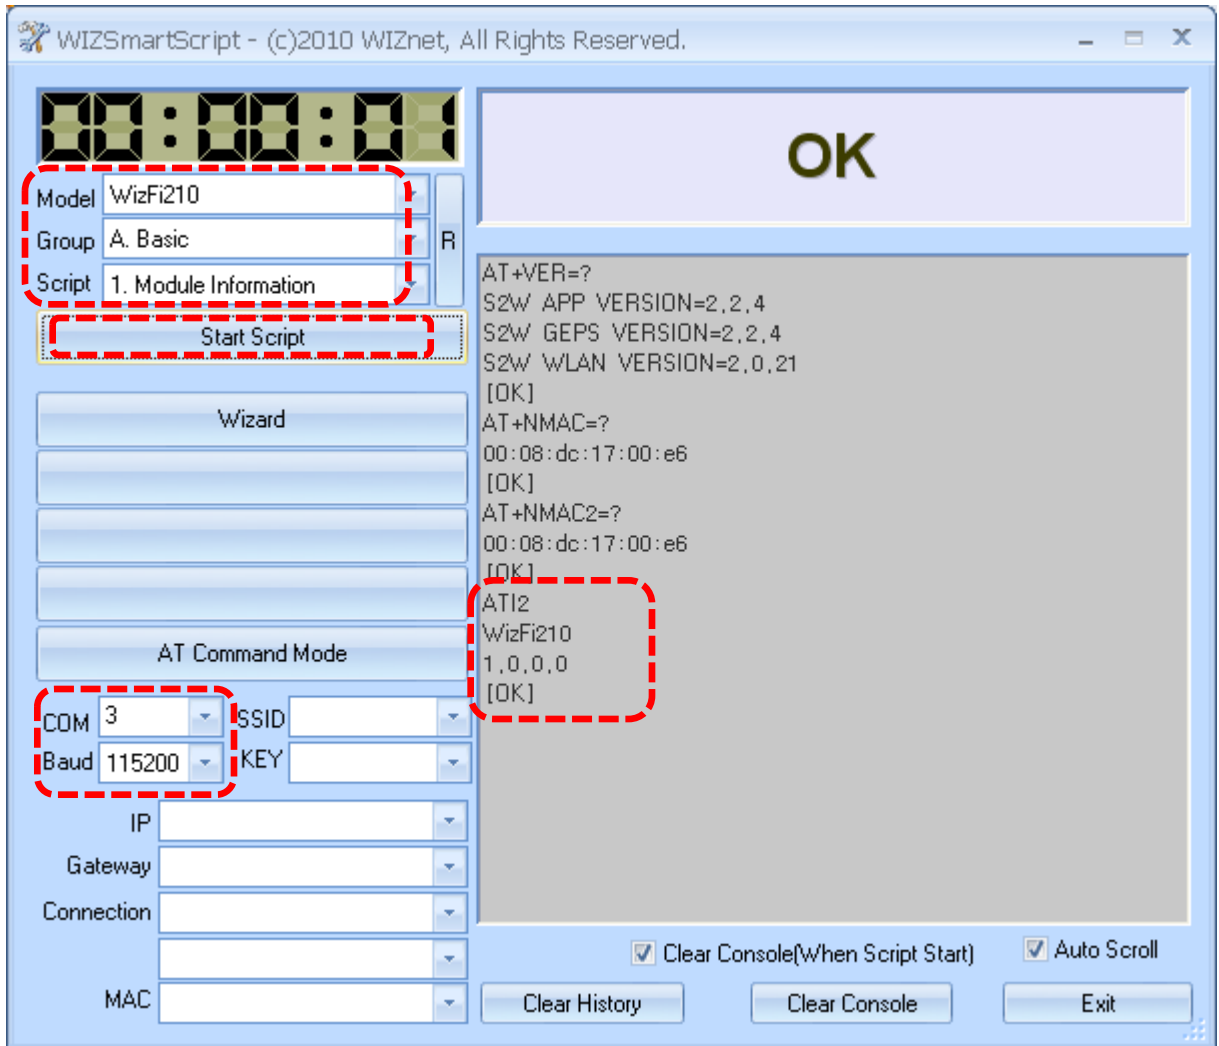 WIZSmartScript - (c)2010 WIZnet, All Rights Reserved.
00:00:01
OK
Model WizFi210
Group A. Basic
R
Script 1. Module Information
Start Script
Wizard
AT Command Mode
COM 3 SSID
Baud 115200 KEY
IP
Gateway
Connection
MAC
AT+VER=?
S2W APP VERSION=2,2,4
S2W GEPS VERSION=2,2,4
S2W WLAN VERSION=2,0,21
[OK]
AT+NMAC=?
00:08:dc:17:00:e6
[OK]
AT+NMAC2=?
00:08:dc:17:00:e6
[OK]
ATI2
WizFi210
1,0,0,0
[OK]
Clear Console(When Script Start) Auto Scroll
Clear History Clear Console Exit